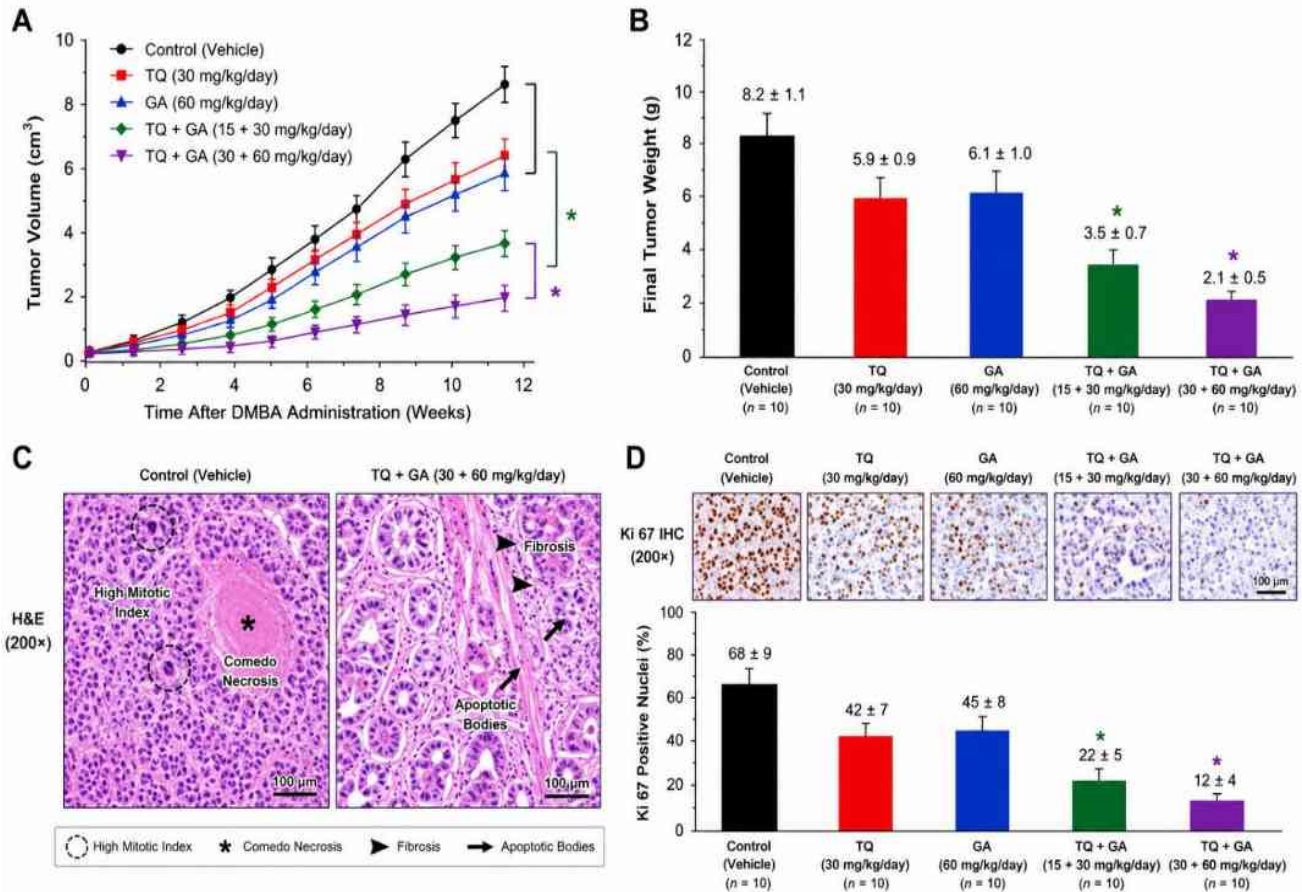 A
Tumor Volume (cm³)
10
8
6
4
2
0
Control (Vehicle)
TQ (30 mg/kg/day)
GA (60 mg/kg/day)
TQ + GA (15 + 30 mg/kg/day)
TQ + GA (30 + 60 mg/kg/day)
*
*
0 2 4 6 8 10 12
Time After DMBA Administration (Weeks)
B
Final Tumor Weight (g)
12
10
8
6
4
2
0
8.2 ± 1.1
5.9 ± 0.9
6.1 ± 1.0
*
3.5 ± 0.7
*
2.1 ± 0.5
Control
(Vehicle)
(n = 10)
TQ
(30 mg/kg/day)
(n = 10)
GA
(60 mg/kg/day)
(n = 10)
TQ + GA
(15 + 30 mg/kg/day)
(n = 10)
TQ + GA
(30 + 60 mg/kg/day)
(n = 10)
C
Control (Vehicle)
TQ + GA (30 + 60 mg/kg/day)
H&E
(200×)
High Mitotic
Index
*
Comedo
Necrosis
100 µm
Fibrosis
Apoptotic
Bodies
100 µm
High Mitotic Index
* Comedo Necrosis
Fibrosis
Apoptotic Bodies
D
Control
(Vehicle)
TQ
(30 mg/kg/day)
GA
(60 mg/kg/day)
TQ + GA
(15 + 30 mg/kg/day)
TQ + GA
(30 + 60 mg/kg/day)
Ki 67 IHC
(200×)
100 µm
Ki 67 Positive Nuclei (%)
100
80
60
40
20
0
68 ± 9
42 ± 7
45 ± 8
*
22 ± 5
*
12 ± 4
Control
(Vehicle)
(n = 10)
TQ
(30 mg/kg/day)
(n = 10)
GA
(60 mg/kg/day)
(n = 10)
TQ + GA
(15 + 30 mg/kg/day)
(n = 10)
TQ + GA
(30 + 60 mg/kg/day)
(n = 10)